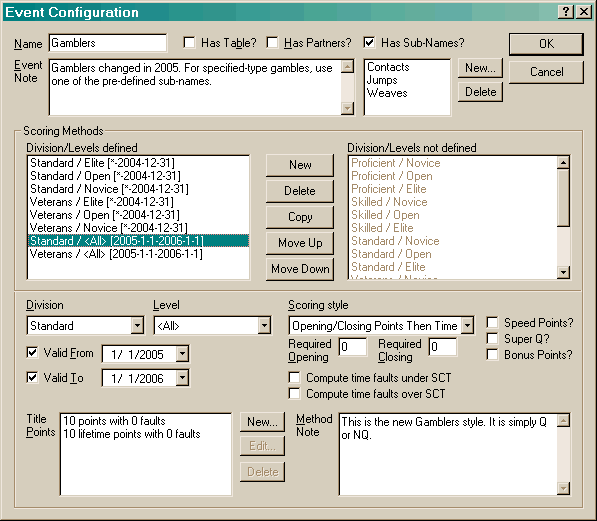 Event Configuration
Name
Gamblers
Has Table?
Has Partners?
Has Sub-Names?
OK
Event
Note
Gamblers changed in 2005. For specified-type gambles, use
one of the pre-defined sub-names.
Contacts
Jumps
Weaves
New...
Delete
Cancel
Scoring Methods
Division/Levels defined
Standard / Elite [*-2004-12-31]
Standard / Open [*-2004-12-31]
Standard / Novice [*-2004-12-31]
Veterans / Elite [*-2004-12-31]
Veterans / Open [*-2004-12-31]
Veterans / Novice [*-2004-12-31]
Standard / <All> [2005-1-1-2006-1-1]
Veterans / <All> [2005-1-1-2006-1-1]
New
Delete
Copy
Move Up
Move Down
Division/Levels not defined
Proficient / Novice
Proficient / Open
Proficient / Elite
Skilled / Novice
Skilled / Open
Skilled / Elite
Standard / Novice
Standard / Open
Standard / Elite
Veterans / Novice
Division
Standard
Level
<All>
Scoring style
Opening/Closing Points Then Time
Speed Points?
Super Q?
Bonus Points?
Valid From
1/ 1/2005
Valid To
1/ 1/2006
Required
Opening
0
Required
Closing
0
Compute time faults under SCT
Compute time faults over SCT
Title
Points
10 points with 0 faults
10 lifetime points with 0 faults
New...
Edit...
Delete
Method
Note
This is the new Gamblers style. It is simply Q
or NQ.